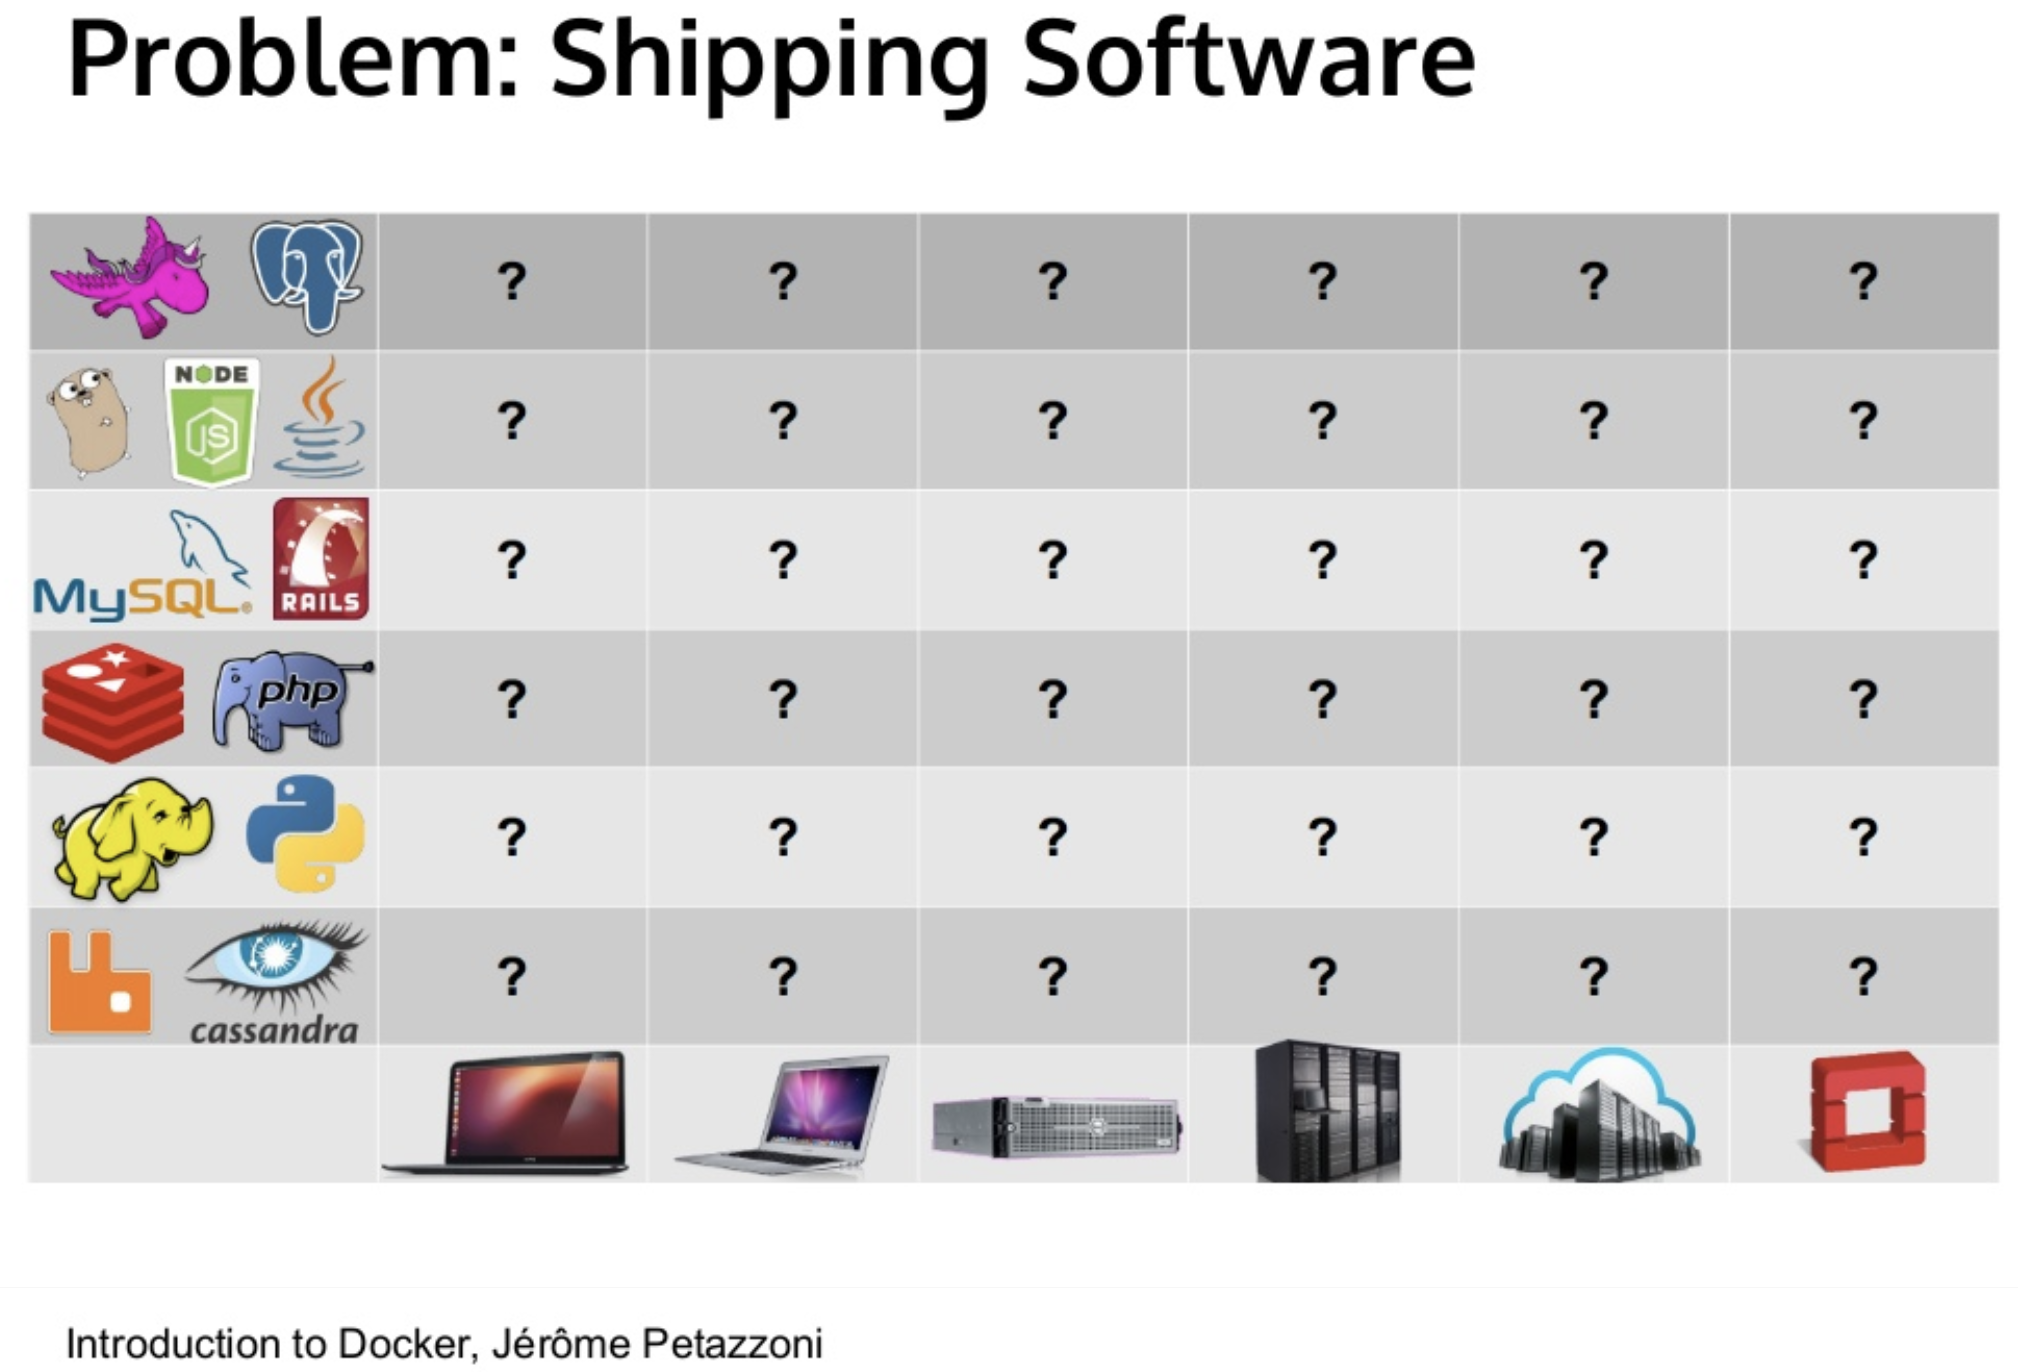 Problem: Shipping Software
? ? ? ? ? ?
NODE
JS
? ? ? ? ? ?
MySQL®
RAILS
? ? ? ? ? ?
php
? ? ? ? ? ?
? ? ? ? ? ?
cassandra
? ? ? ? ? ?
Introduction to Docker, Jérôme Petazzoni